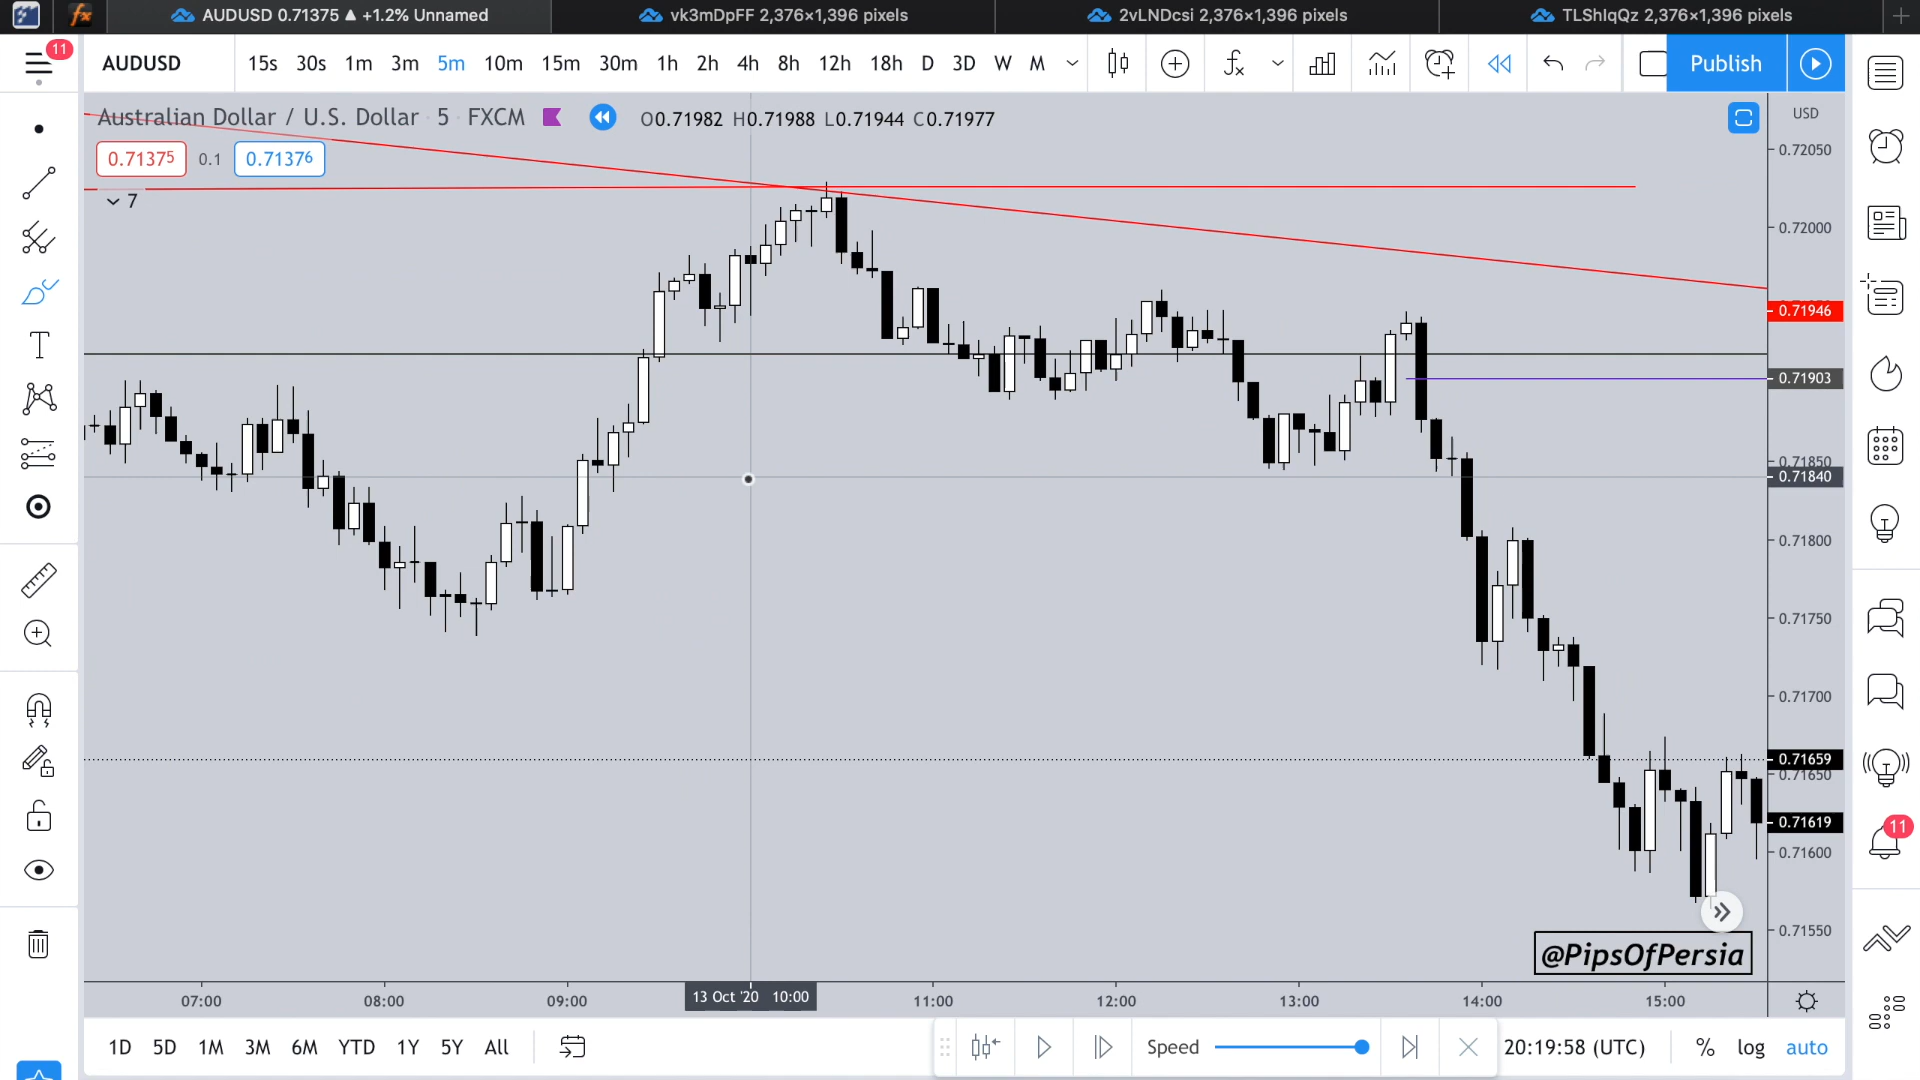 AUDUSD 0.71375 ▲ +1.2% Unnamed
vk3mDpFF 2,376×1,396 pixels
2vLNDcsi 2,376×1,396 pixels
TLShlqQz 2,376×1,396 pixels
11
AUDUSD
15s 30s 1m 3m 5m 10m 15m 30m 1h 2h 4h 8h 12h 18h D 3D W M
Publish
Australian Dollar / U.S. Dollar · 5 · FXCM
O0.71982 H0.71988 L0.71944 C0.71977
0.71375 0.1 0.71376
7
USD
0.72050
0.72000
0.71946
0.71903
0.71850
0.71840
0.71800
0.71750
0.71700
0.71659
0.71650
0.71619
0.71600
0.71550
11
@PipsOfPersia
07:00 08:00 09:00 13 Oct '20 10:00 11:00 12:00 13:00 14:00 15:00
1D 5D 1M 3M 6M YTD 1Y 5Y All
Speed
20:19:58 (UTC) % log auto